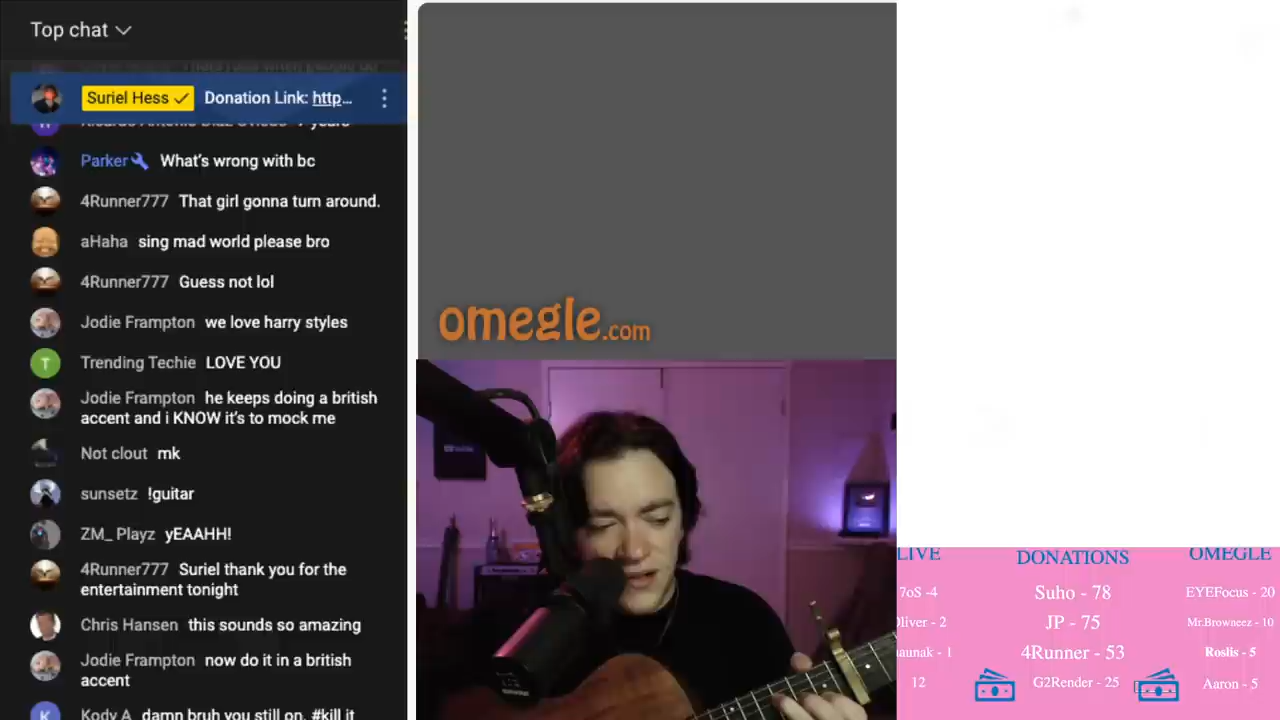 Top chat
Suriel Hess Donation Link: http...
Parker What's wrong with bc
4Runner777 That girl gonna turn around.
aHaha sing mad world please bro
4Runner777 Guess not lol
Jodie Frampton we love harry styles
T Trending Techie LOVE YOU
Jodie Frampton he keeps doing a british
accent and i KNOW it's to mock me
Not clout mk
sunsetz !guitar
ZM_ Playz yEAAHH!
4Runner777 Suriel thank you for the
entertainment tonight
Chris Hansen this sounds so amazing
Jodie Frampton now do it in a british
accent
K Kody A damn bruh you still on. #kill it
omegle.com
LIVE
7oS -4
Oliver - 2
aunak - 1
12
DONATIONS
Suho - 78
JP - 75
4Runner - 53
G2Render - 25
OMEGLE
EYEFocus - 20
Mr.Browneez - 10
Roslis - 5
Aaron - 5